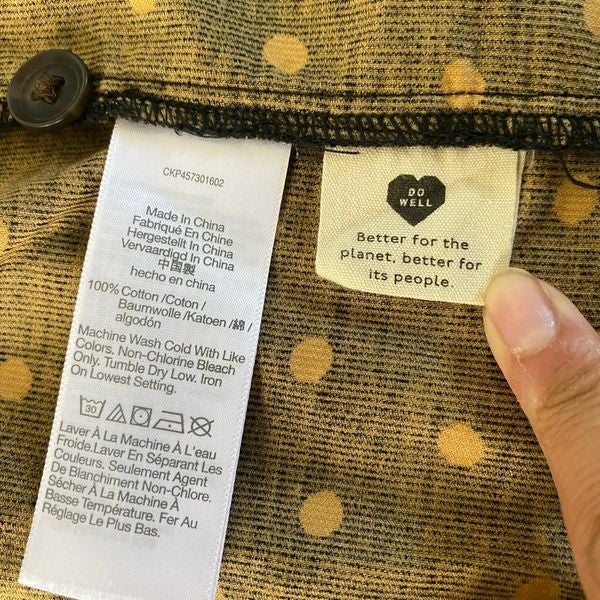 CKP457301602
Made In China
Fabriqué En Chine
Hergestelit In China
Vervaardigd In China
中国製
hecho en china
100% Cotton /Coton /
Baumwolle /Katoen /綿 /
algodón
Machine Wash Cold With Like
Colors. Non-Chlorine Bleach
Only. Tumble Dry Low. Iron
On Lowest Setting.
30
Laver À La Machine À L'eau
Froide.Laver En Séparant Les
Couleurs. Seulement Agent
De Blanchiment Non-Chlore.
Sécher À La Machine À
Basse Température. Fer Au
Réglage Le Plus Bas.
DO
WELL
Better for the
planet, better for
its people.